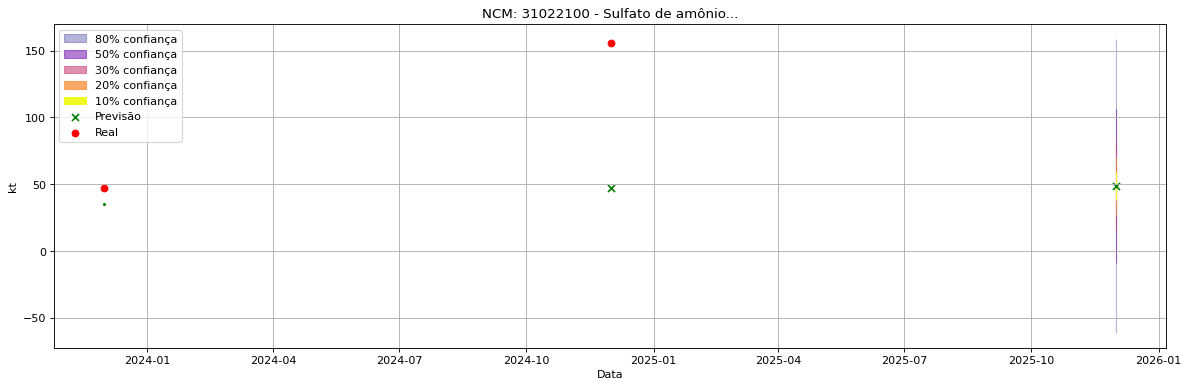 NCM: 31022100 - Sulfato de amônio...
80% confiança
50% confiança
30% confiança
20% confiança
10% confiança
Previsão
Real
150
100
50
0
−50
kt
2024-01
2024-04
2024-07
2024-10
2025-01
2025-04
2025-07
2025-10
2026-01
Data